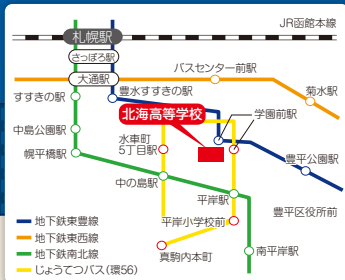 JR函館本線
札幌駅
さっぽろ駅
大通駅
バスセンター前駅
菊水駅
すすきの駅
豊水すすきの駅
北海高等学校
学園前駅
中島公園駅
水車町
5丁目駅
幌平橋駅
豊平公園駅
中の島駅
平岸駅
豊平区役所前
平岸小学校前
真駒内本町
南平岸駅
地下鉄東豊線
地下鉄東西線
地下鉄南北線
じょうてつバス(環56)